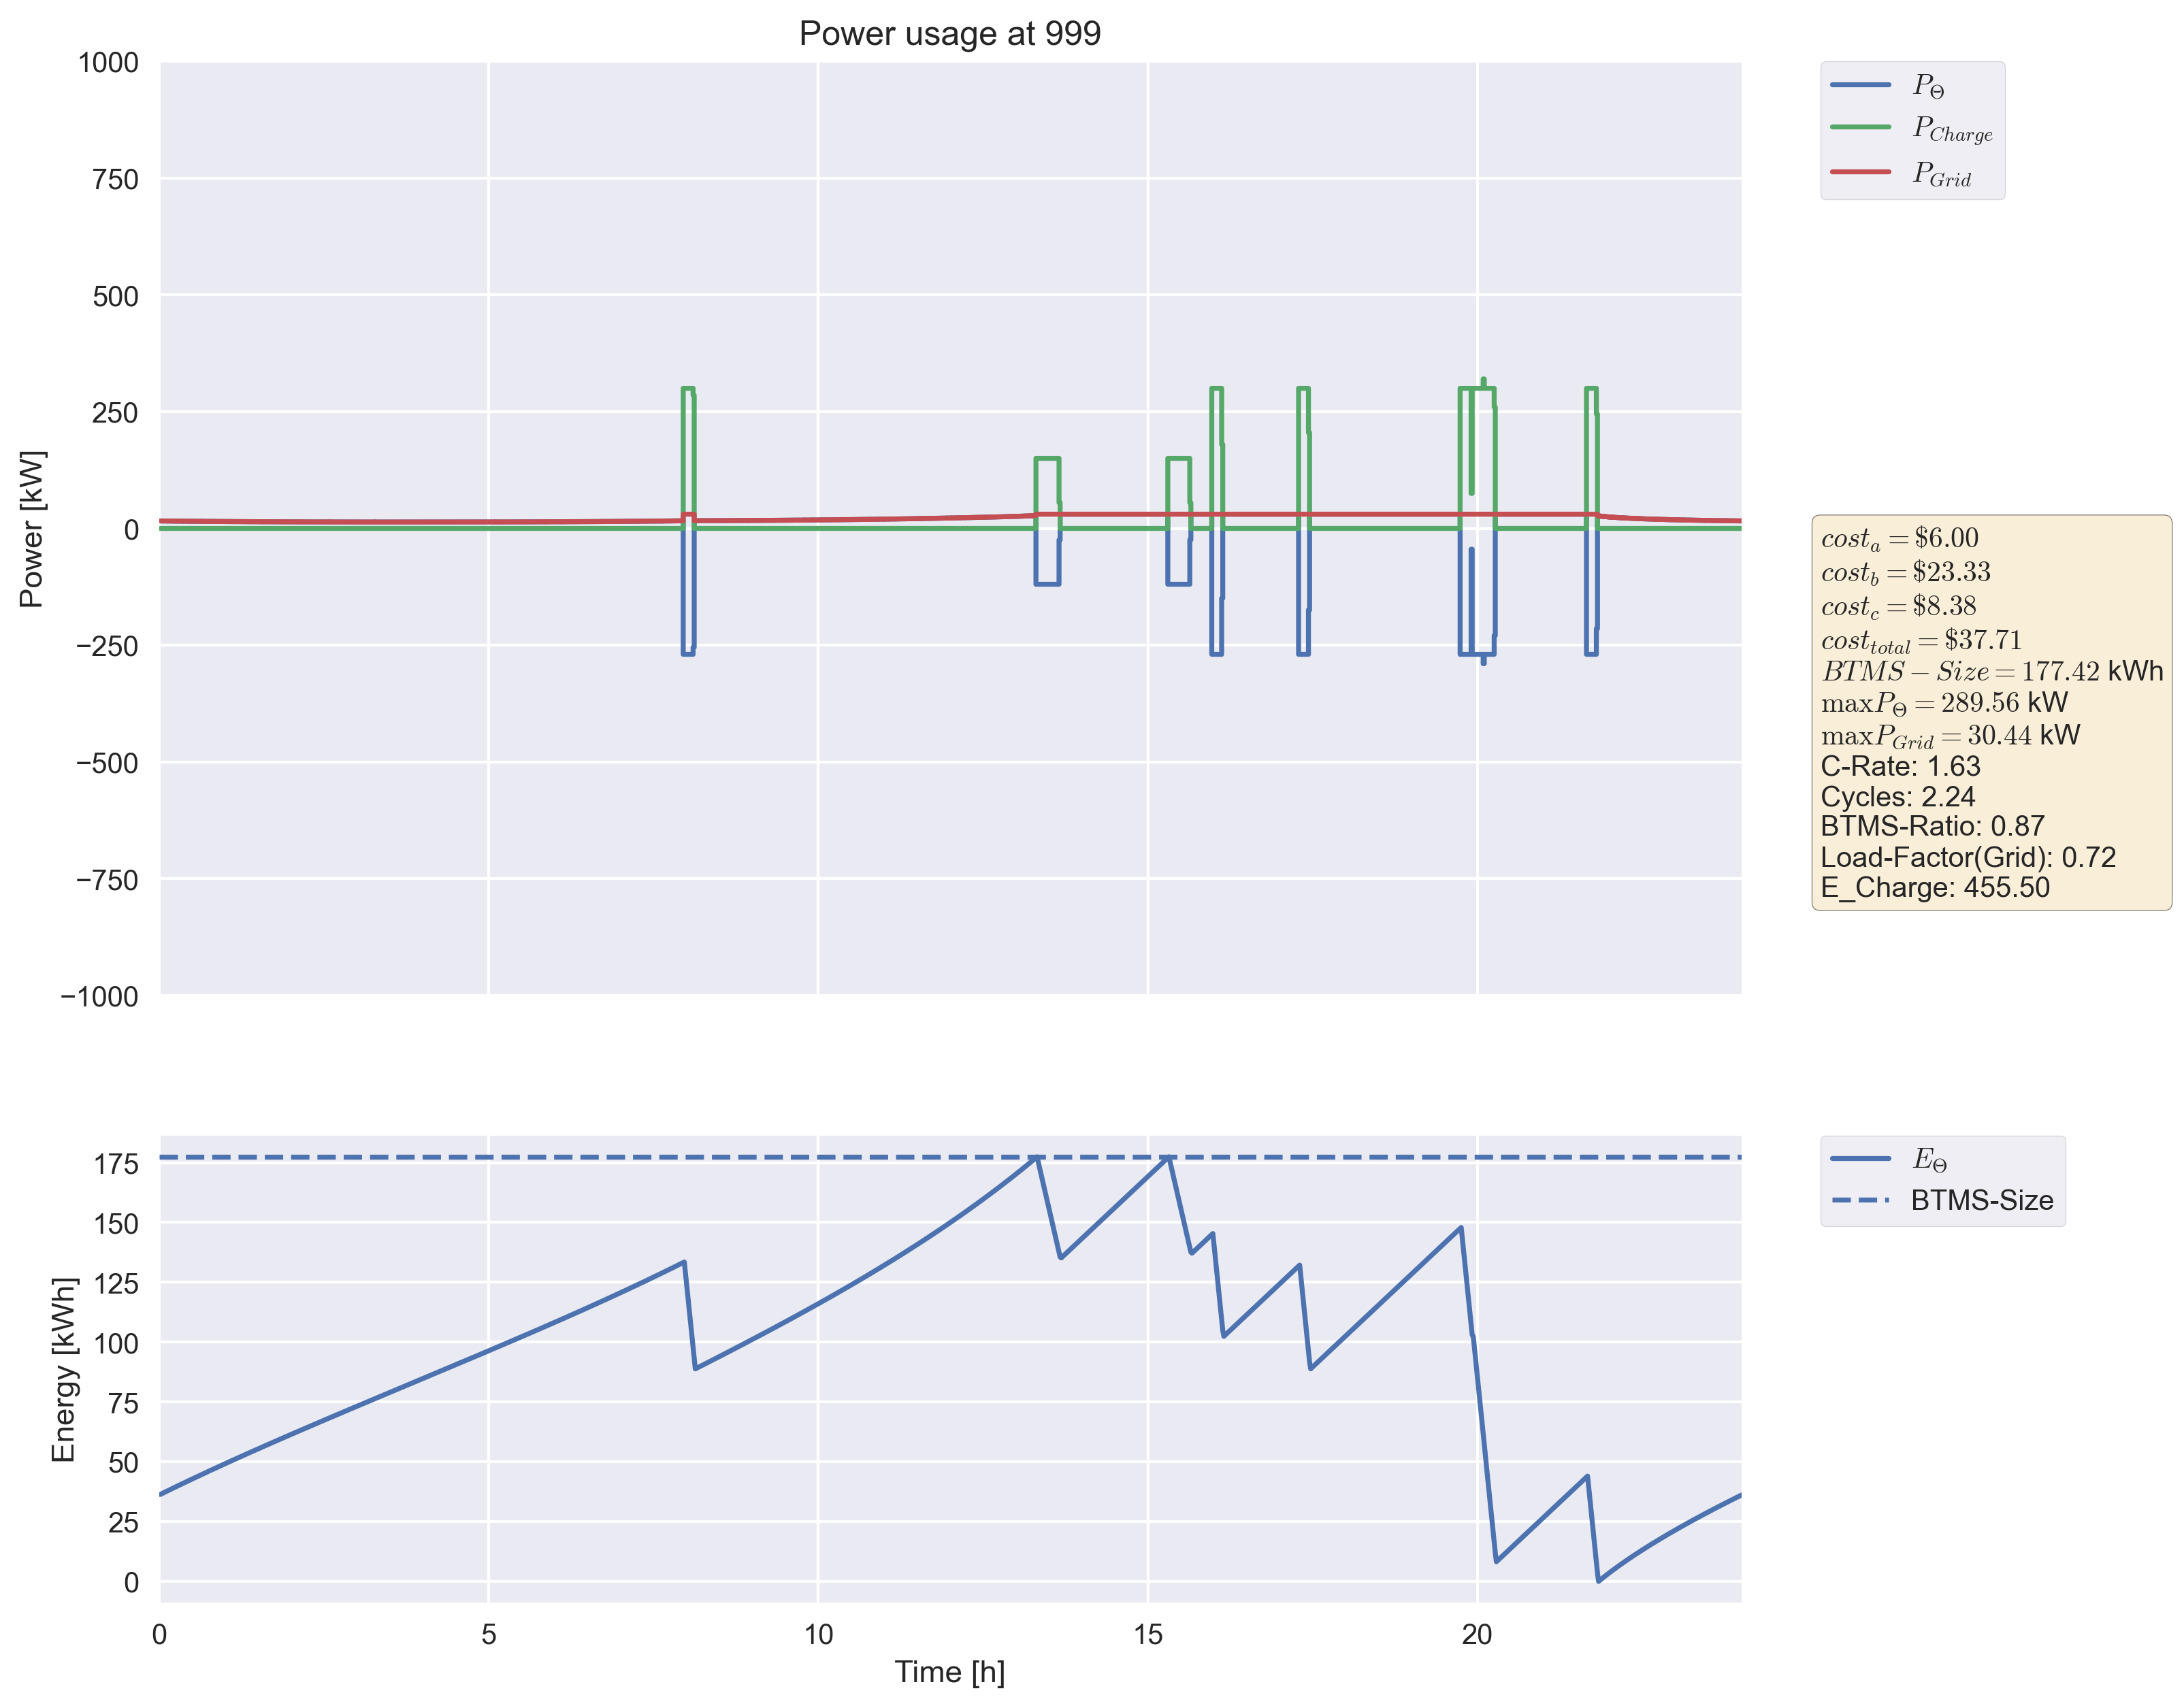 Power usage at 999
1000
750
500
250
0
−250
−500
−750
−1000
Power [kW]
P_Θ
P_Charge
P_Grid
cost_a = $6.00
cost_b = $23.33
cost_c = $8.38
cost_total = $37.71
BTMS − Size = 177.42 kWh
maxP_Θ = 289.56 kW
maxP_Grid = 30.44 kW
C-Rate: 1.63
Cycles: 2.24
BTMS-Ratio: 0.87
Load-Factor(Grid): 0.72
E_Charge: 455.50
175
150
125
100
75
50
25
0
Energy [kWh]
E_Θ
BTMS-Size
0 5 10 15 20
Time [h]